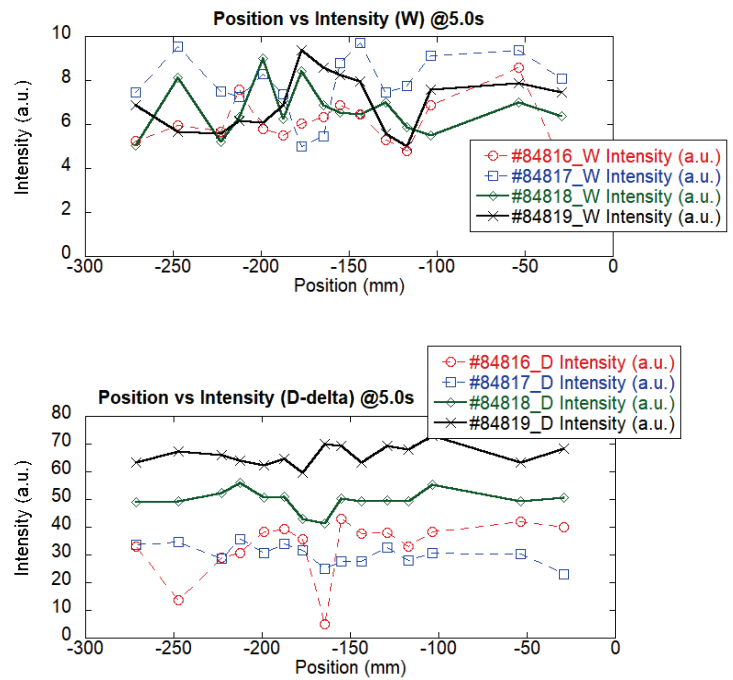 Position vs Intensity (W) @5.0s
10
8
6
4
2
0
Intensity (a.u.)
#84816_W Intensity (a.u.)
#84817_W Intensity (a.u.)
#84818_W Intensity (a.u.)
#84819_W Intensity (a.u.)
-300 -250 -200 -150 -100 -50 0
Position (mm)
#84816_D Intensity (a.u.)
#84817_D Intensity (a.u.)
#84818_D Intensity (a.u.)
#84819_D Intensity (a.u.)
Position vs Intensity (D-delta) @5.0s
80
70
60
50
40
30
20
10
0
Intensity (a.u.)
-300 -250 -200 -150 -100 -50 0
Position (mm)